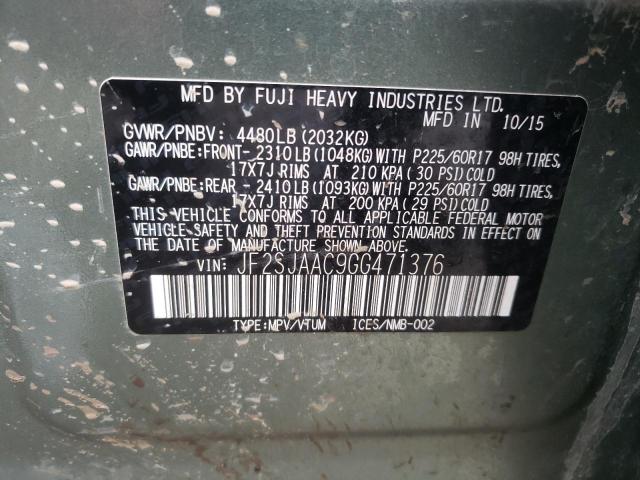 MFD BY FUJI HEAVY INDUSTRIES LTD.
MFD IN 10/15
GVWR/PNBV: 4480LB(2032KG)
GAWR/PNBE:FRONT-2310LB(1048KG)WITH P225/60R17 98H TIRES,
17X7J RIMS AT 210 KPA(30 PSI)COLD
GAWR/PNBE:REAR -2410LB(1093KG)WITH P225/60R17 98H TIRES,
17X7J RIMS AT 200 KPA(29 PSI)COLD
THIS VEHICLE CONFORMS TO ALL APPLICABLE FEDERAL MOTOR
VEHICLE SAFETY AND THEFT PREVENTION STANDARDS IN EFFECT ON
THE DATE OF MANUFACTURE SHOWN ABOVE.
VIN: JF2SJAAC9GG471376
TYPE:MPV/VTUM ICES/NMB-002